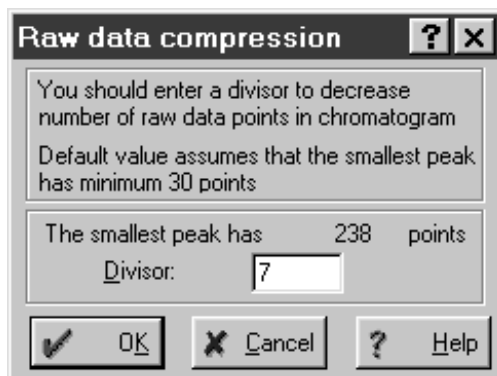 Raw data compression ? ×
You should enter a divisor to decrease
number of raw data points in chromatogram
Default value assumes that the smallest peak
has minimum 30 points
The smallest peak has 238 points
Divisor: 7
OK Cancel ? Help